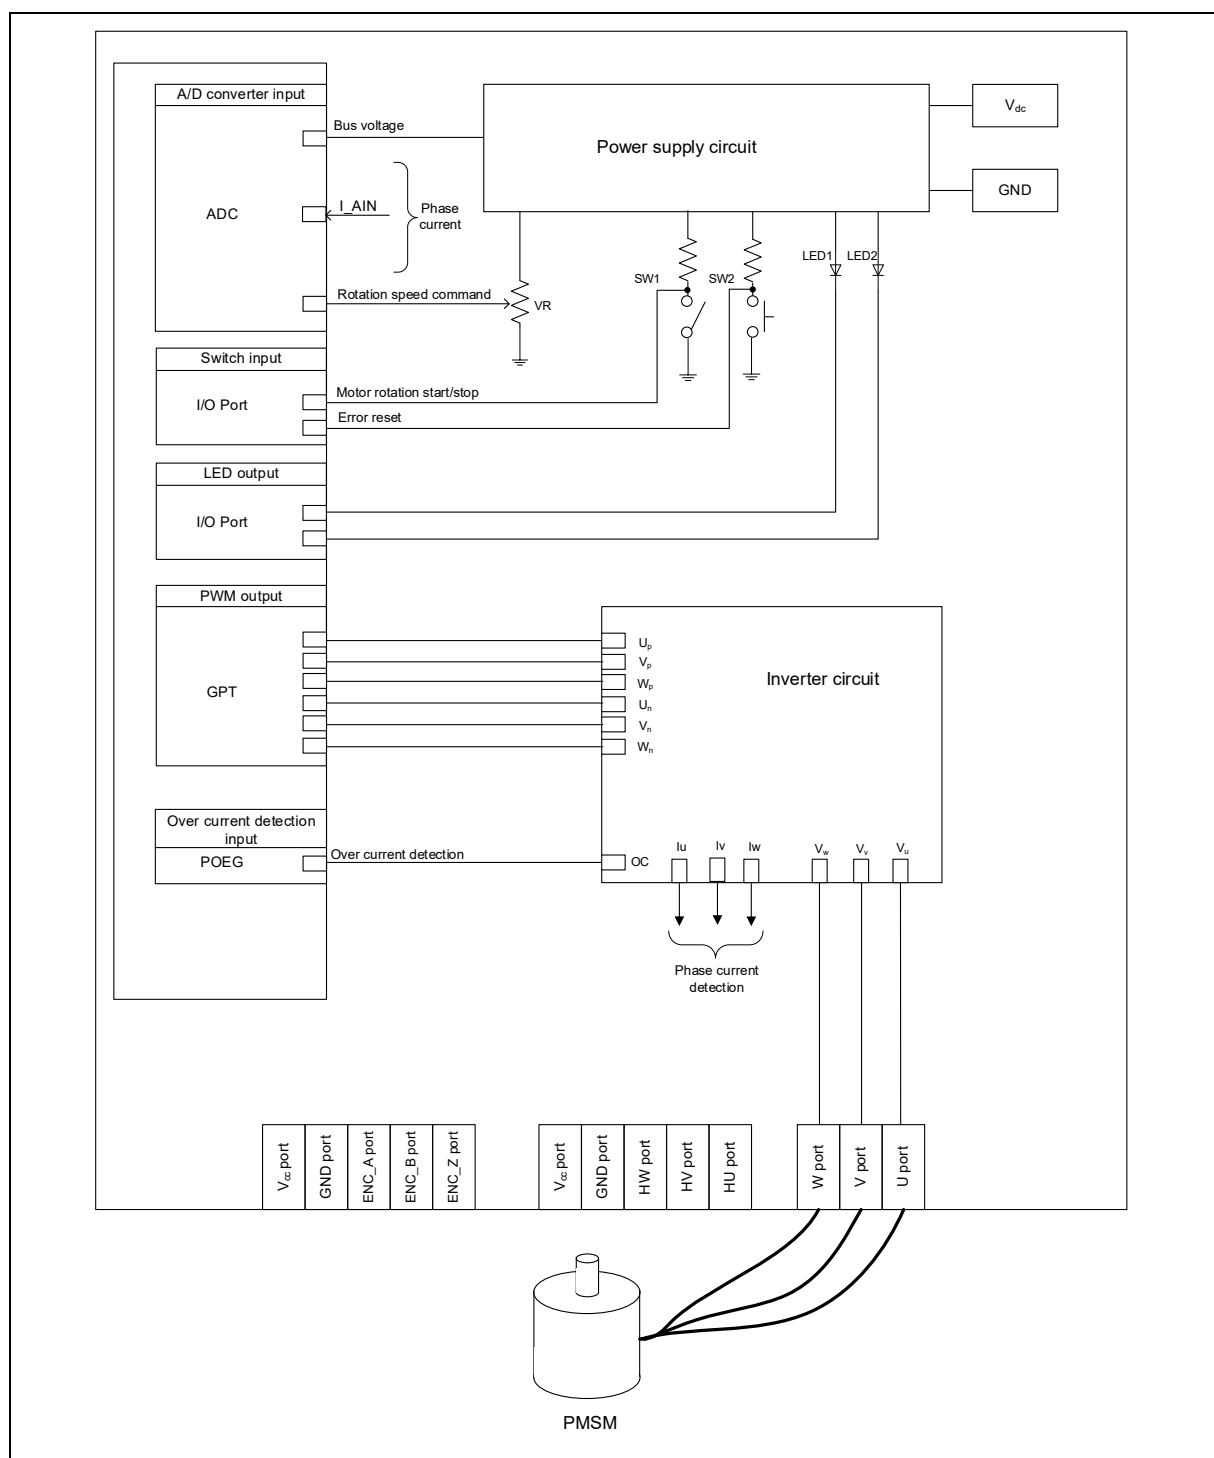 A/D converter input
Bus voltage
ADC
I_AIN
Phase
current
Rotation speed command
VR
Power supply circuit
Vdc
GND
SW1
SW2
LED1
LED2
Switch input
I/O Port
Motor rotation start/stop
Error reset
LED output
I/O Port
PWM output
GPT
Up
Vp
Wp
Un
Vn
Wn
Inverter circuit
Over current detection
input
POEG
Over current detection
OC
Iu
Iv
Iw
Vw
Vv
Vu
Phase current
detection
Vcc port
GND port
ENC_A port
ENC_B port
ENC_Z port
Vcc port
GND port
HW port
HV port
HU port
W port
V port
U port
PMSM